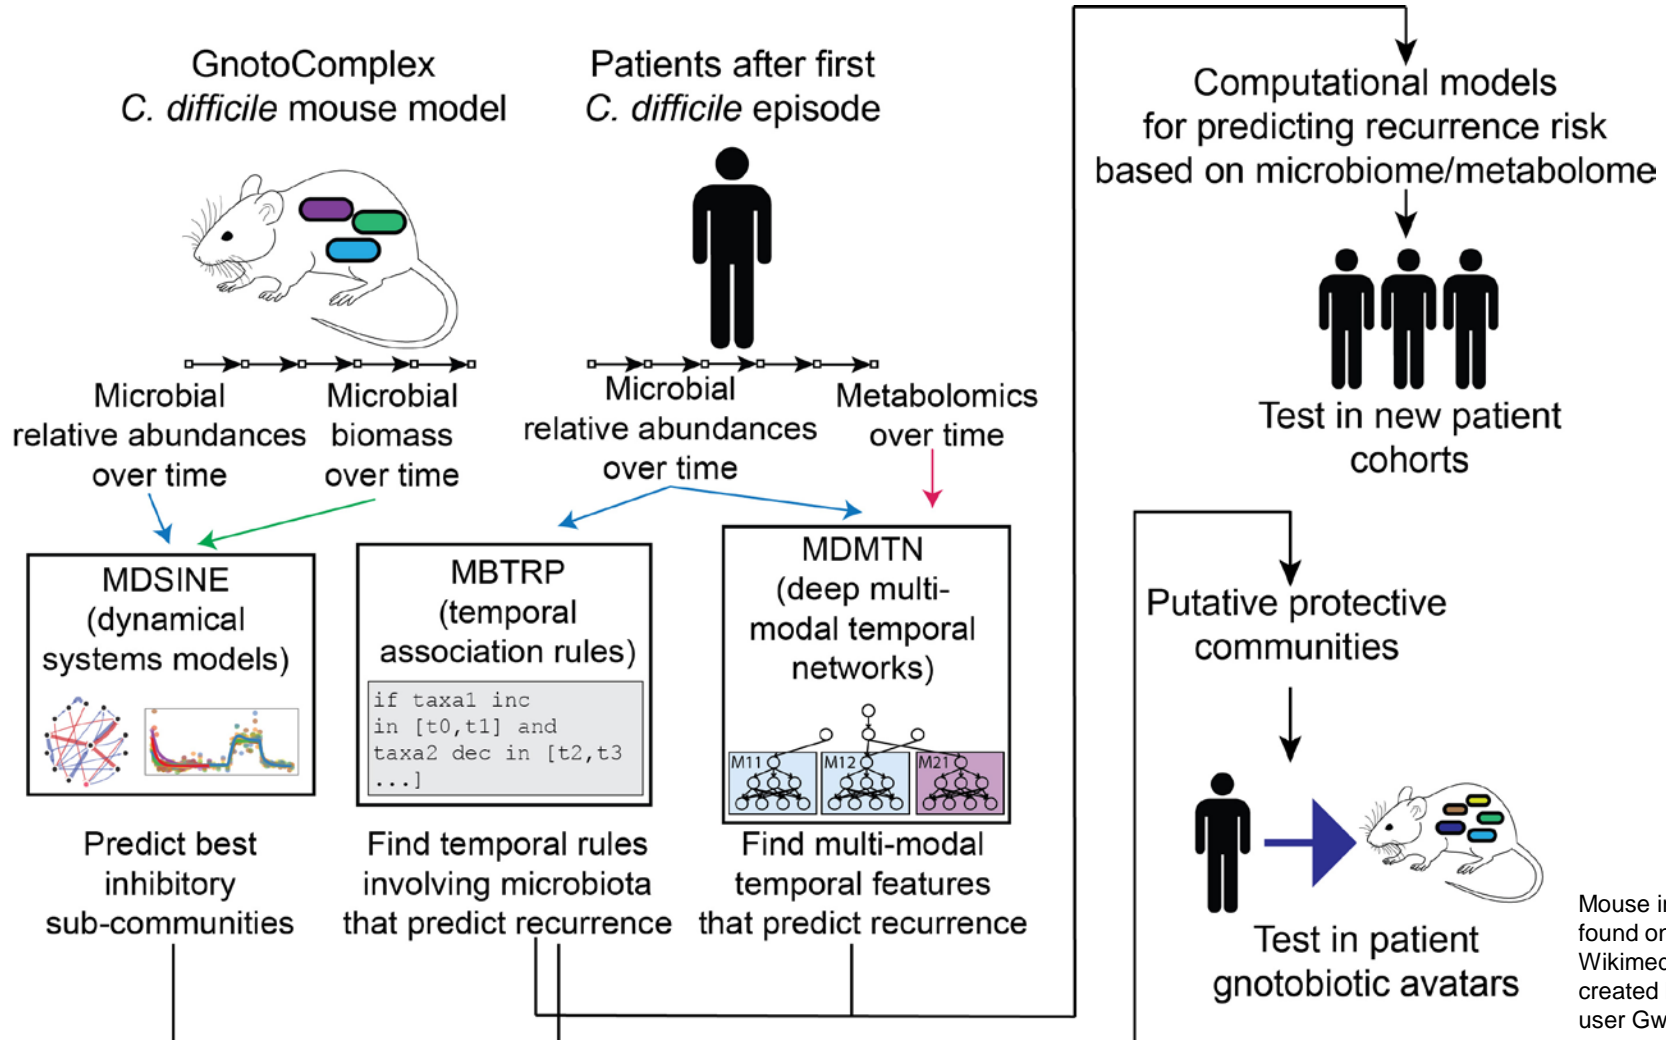 GnotoComplex
C. difficile mouse model
Patients after first
C. difficile episode
Computational models
for predicting recurrence risk
based on microbiome/metabolome
Test in new patient
cohorts
Microbial
relative abundances
over time
Microbial
biomass
over time
Microbial
relative abundances
over time
Metabolomics
over time
MDSINE
(dynamical
systems models)
MBTRP
(temporal
association rules)
if taxa1 inc
in [t0,t1] and
taxa2 dec in [t2,t3
...]
MDMTN
(deep multi-
modal temporal
networks)
M11
M12
M21
Predict best
inhibitory
sub-communities
Find temporal rules
involving microbiota
that predict recurrence
Find multi-modal
temporal features
that predict recurrence
Putative protective
communities
Test in patient
gnotobiotic avatars
Mouse
found
created
user